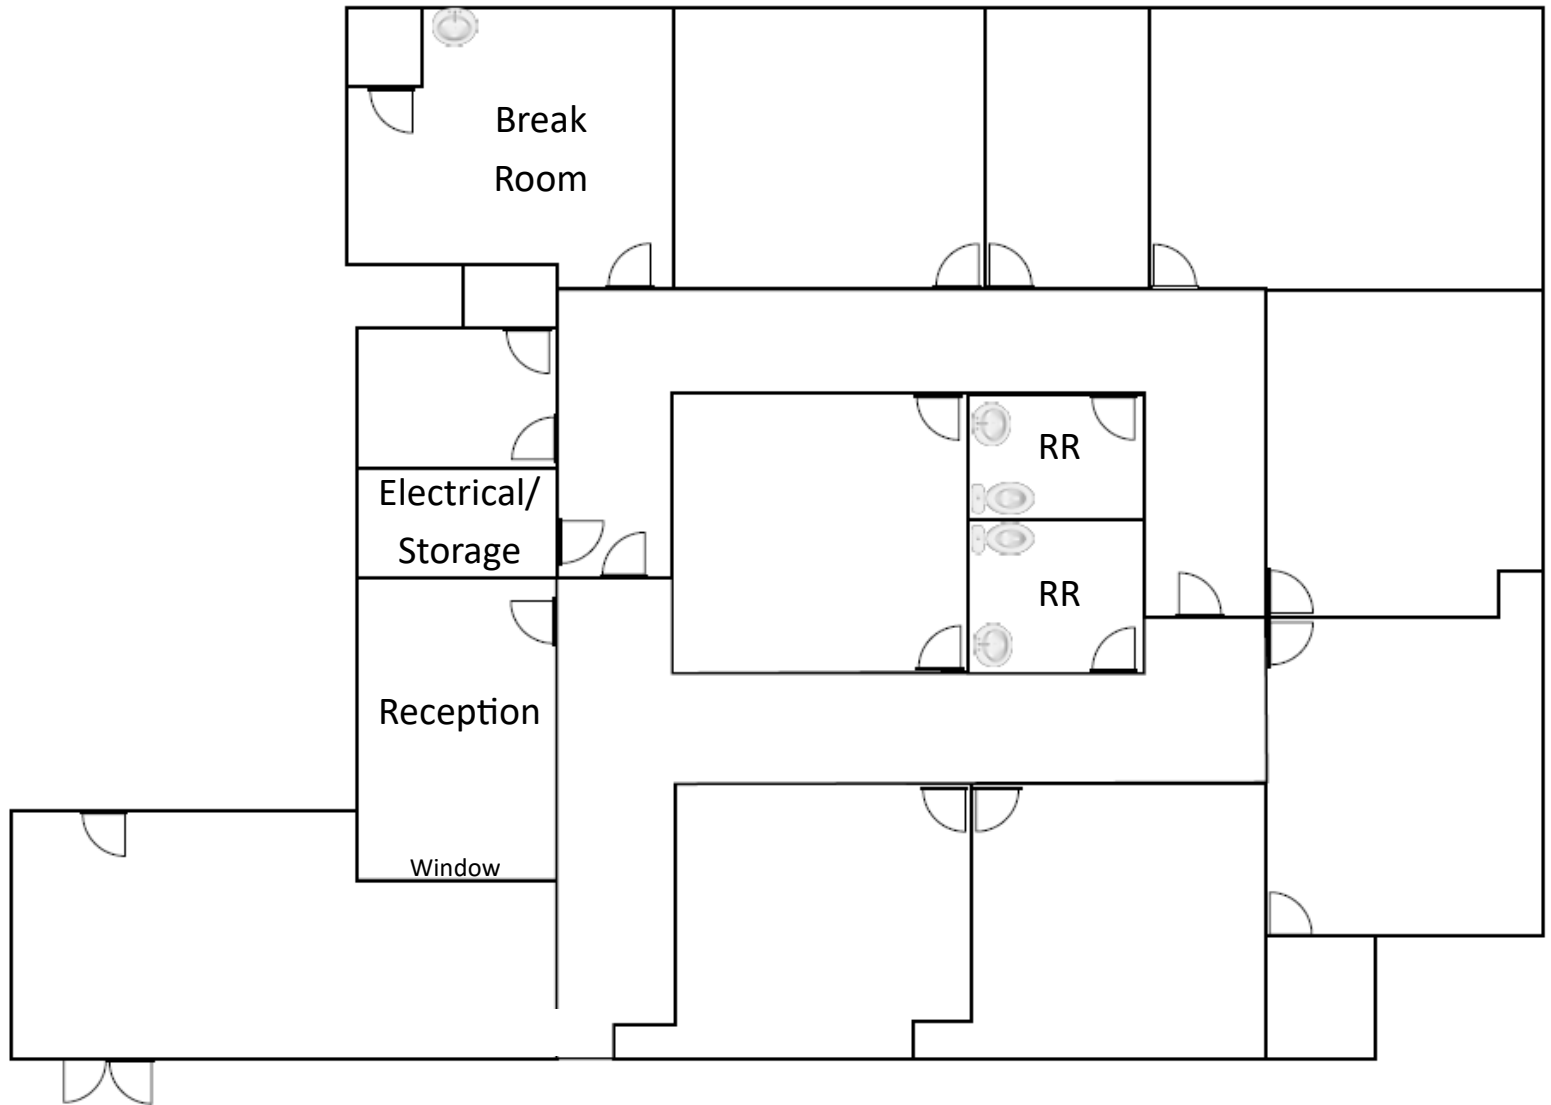 Break
Room
RR
Electrical/
Storage
RR
Reception
Window